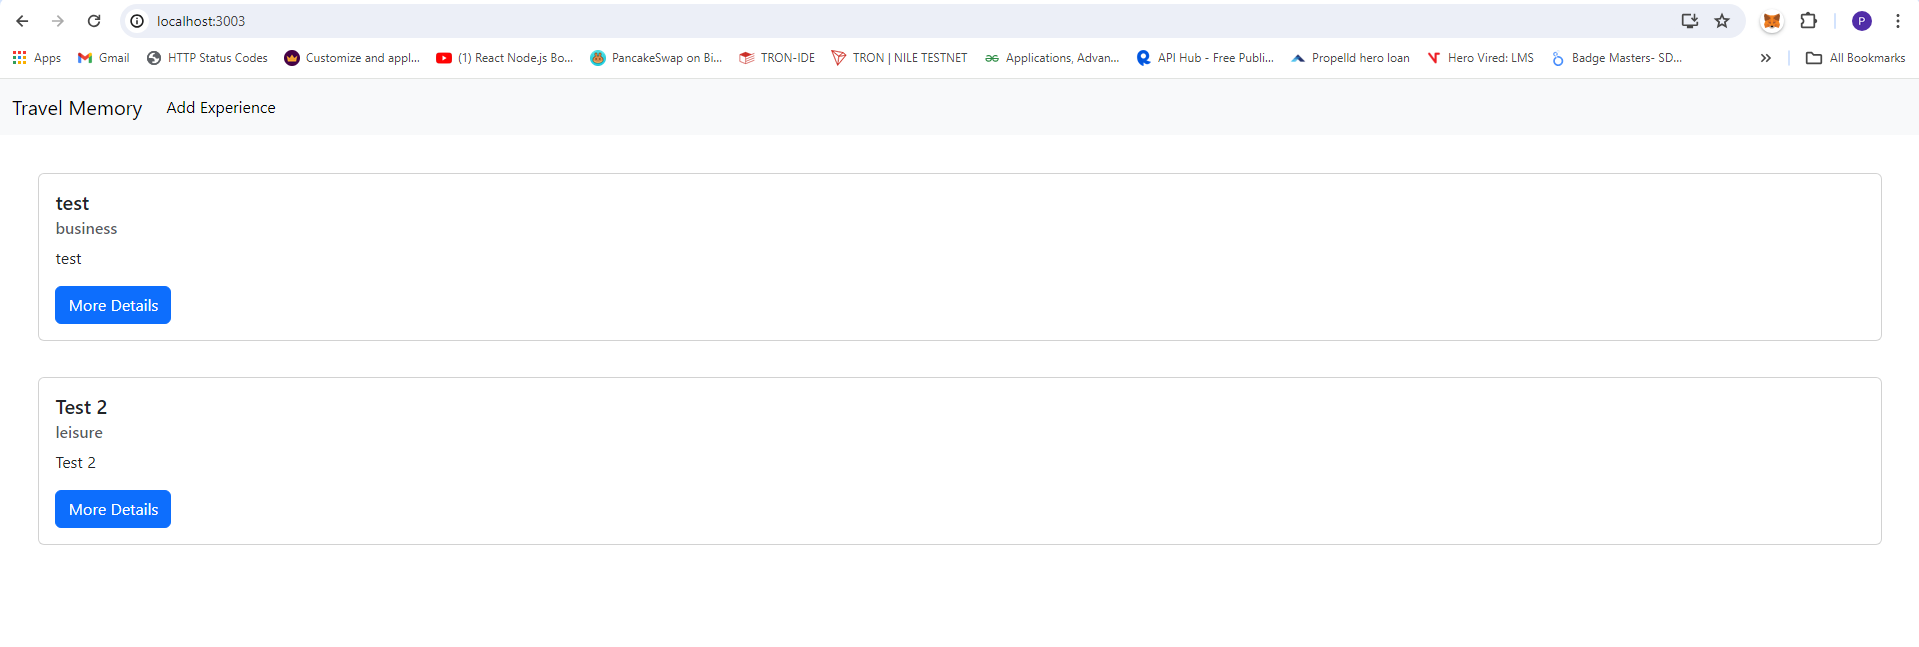 localhost:3003
P
Apps Gmail HTTP Status Codes Customize and appl... (1) React Node.js Bo... PancakeSwap on Bi... TRON-IDE TRON | NILE TESTNET Applications, Advan... API Hub - Free Publi... Propelld hero loan Hero Vired: LMS Badge Masters- SD... » All Bookmarks
Travel Memory Add Experience
test
business
test
More Details
Test 2
leisure
Test 2
More Details